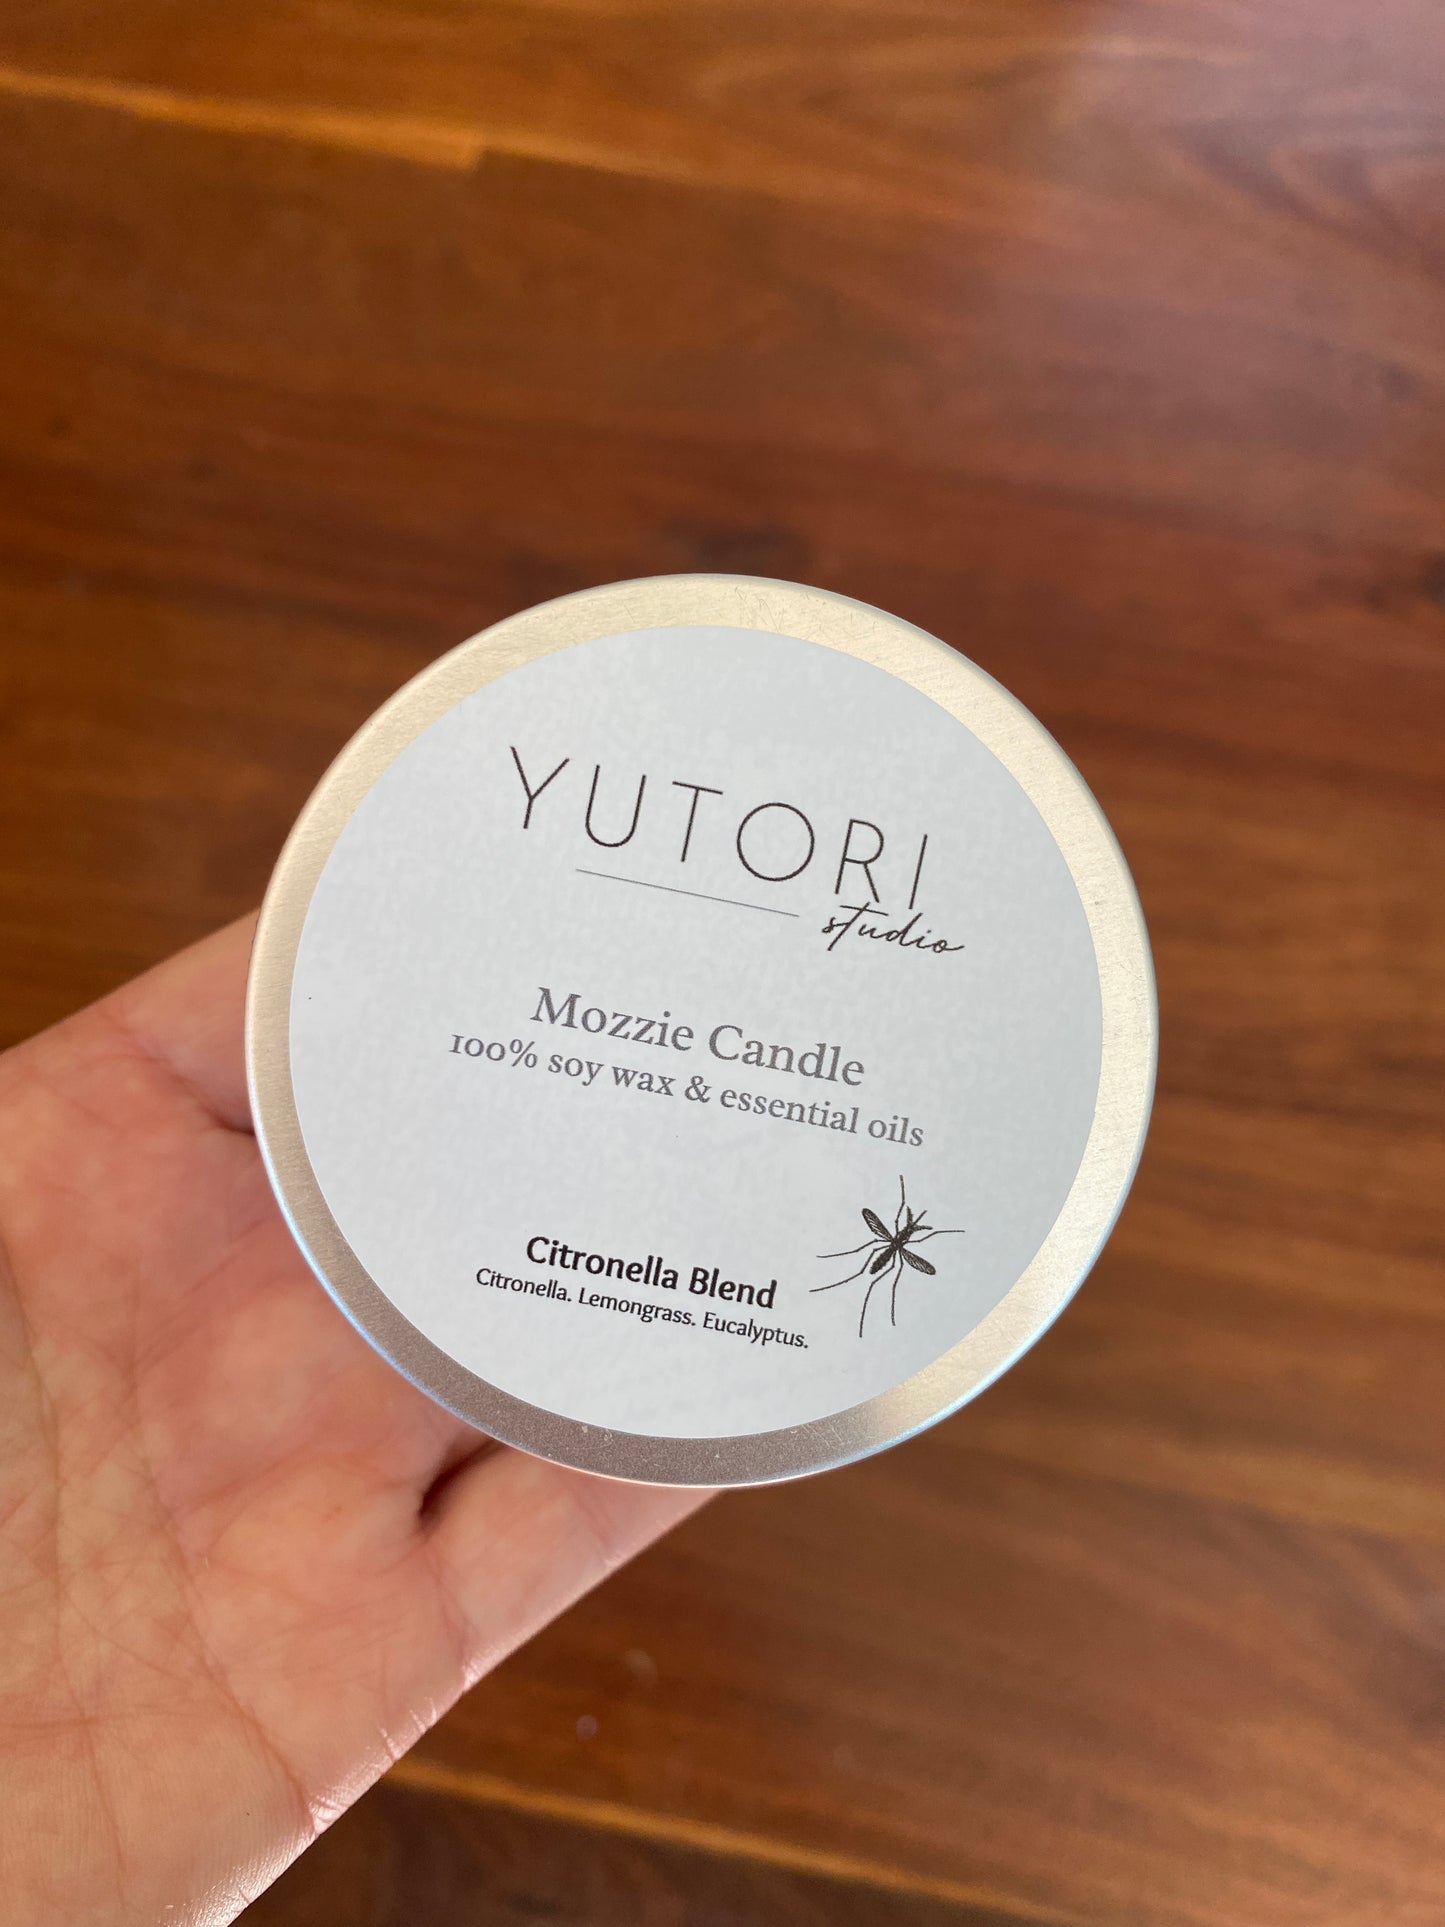 YUTORI
studio
Mozzie Candle
100% soy wax & essential oils
Citronella Blend
Citronella. Lemongrass. Eucalyptus.